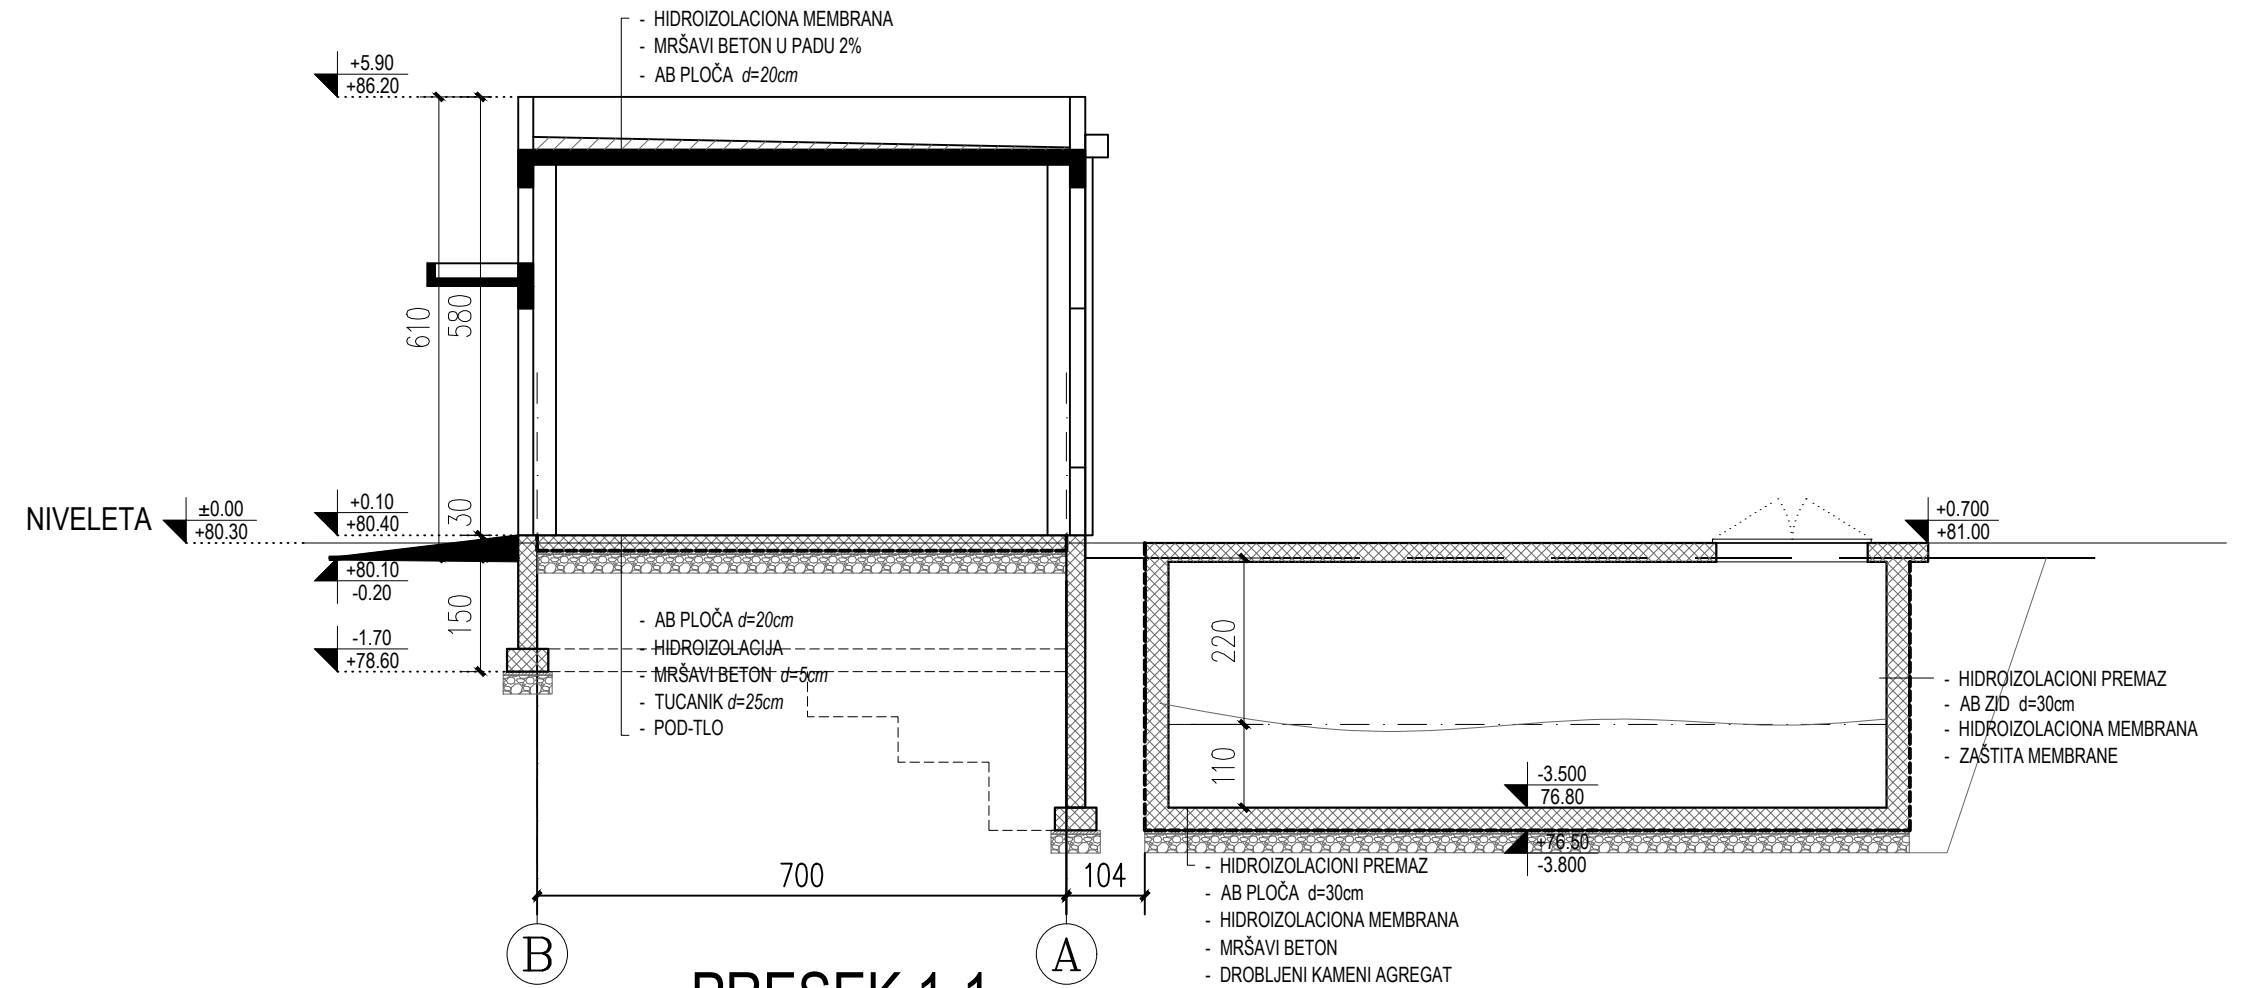 - HIDROIZOLACIONA MEMBRANA
- MRŠAVI BETON U PADU 2%
- AB PLOČA d=20cm
+5.90
+86.20
610
580
30
150
NIVELETA
±0.00
+80.30
+0.10
+80.40
+80.10
-0.20
-1.70
+78.60
+0.700
+81.00
- AB PLOČA d=20cm
- HIDROIZOLACIJA
- MRŠAVI BETON d=5cm
- TUCANIK d=25cm
- POD-TLO
220
110
-3.500
76.80
+76.50
-3.800
- HIDROIZOLACIONI PREMAZ
- AB ZID d=30cm
- HIDROIZOLACIONA MEMBRANA
- ZAŠTITA MEMBRANE
700
104
- HIDROIZOLACIONI PREMAZ
- AB PLOČA d=30cm
- HIDROIZOLACIONA MEMBRANA
- MRŠAVI BETON
- DROBLJENI KAMENI AGREGAT
B
A
PRESEK 1-1